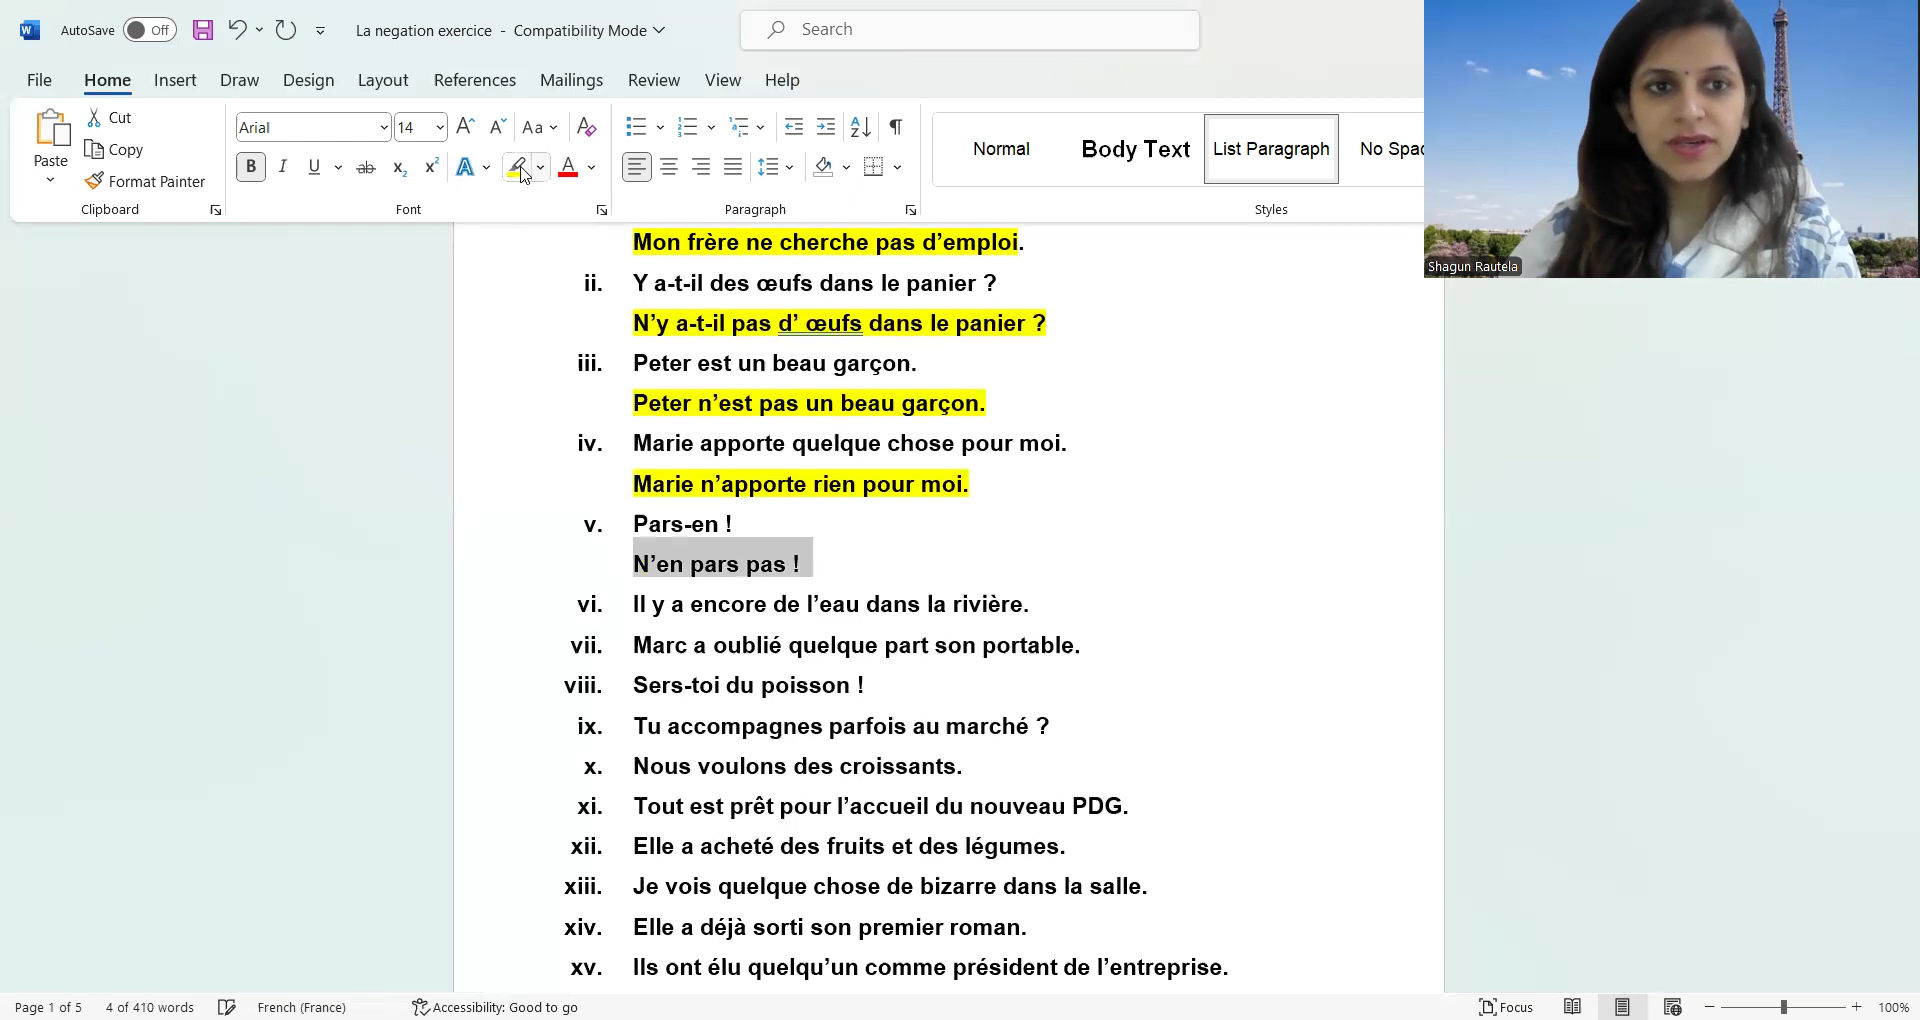 AutoSave Off La negation exercice - Compatibility Mode Search
File Home Insert Draw Design Layout References Mailings Review View Help
Paste
Cut
Copy
Format Painter
Clipboard
Arial 14
Font
Paragraph
Normal Body Text List Paragraph No Spac
Styles
Shagun Rautela
Mon frère ne cherche pas d’emploi.
ii. Y a-t-il des œufs dans le panier ?
N’y a-t-il pas d’ œufs dans le panier ?
iii. Peter est un beau garçon.
Peter n’est pas un beau garçon.
iv. Marie apporte quelque chose pour moi.
Marie n’apporte rien pour moi.
v. Pars-en !
N’en pars pas !
vi. Il y a encore de l’eau dans la rivière.
vii. Marc a oublié quelque part son portable.
viii. Sers-toi du poisson !
ix. Tu accompagnes parfois au marché ?
x. Nous voulons des croissants.
xi. Tout est prêt pour l’accueil du nouveau PDG.
xii. Elle a acheté des fruits et des légumes.
xiii. Je vois quelque chose de bizarre dans la salle.
xiv. Elle a déjà sorti son premier roman.
xv. Ils ont élu quelqu’un comme président de l’entreprise.
Page 1 of 5 4 of 410 words French (France) Accessibility: Good to go Focus 100%